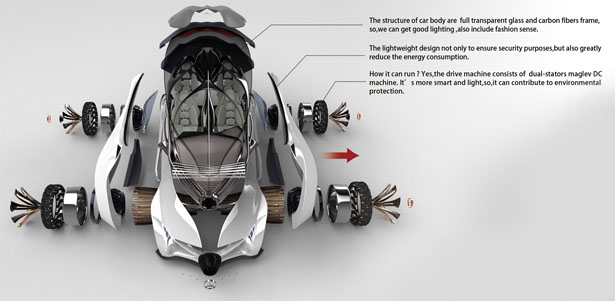 The structure of car body are full transparent glass and carbon fibers frame,
so,we can get good lighting ,also include fashion sense.
The lightweight design not only to ensure security purposes,but also greatly
reduce the energy consumption.
How it can run ? Yes,the drive machine consists of dual-stators maglev DC
machine. It's more smart and light,so,it can contribute to environmental
protection.